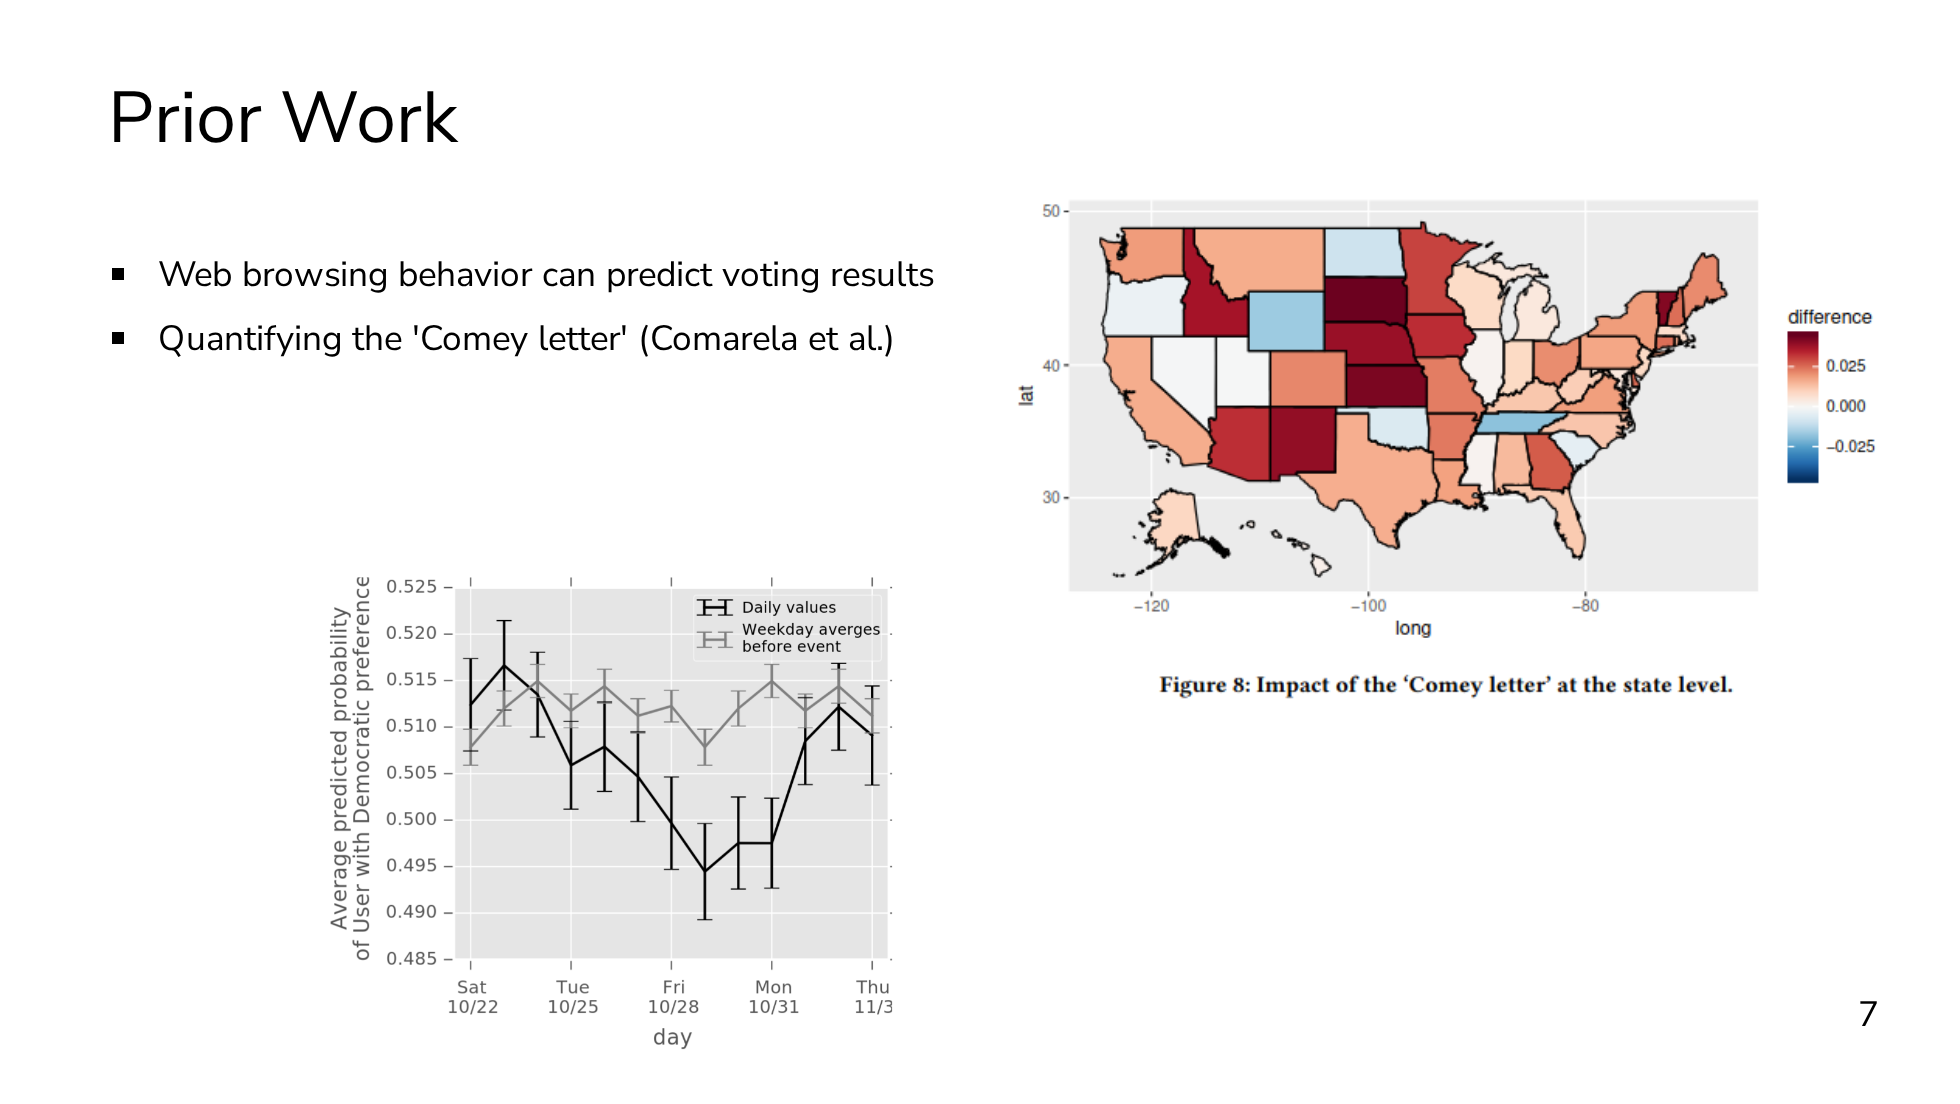 Prior Work
▪ Web browsing behavior can predict voting results
▪ Quantifying the 'Comey letter' (Comarela et al.)
50
40
30
lat
−120
−100
−80
long
difference
0.025
0.000
−0.025
Figure 8: Impact of the ‘Comey letter’ at the state level.
Average predicted probability
of User with Democratic preference
0.525
0.520
0.515
0.510
0.505
0.500
0.495
0.490
0.485
Daily values
Weekday averges
before event
Sat
10/22
Tue
10/25
Fri
10/28
Mon
10/31
Thu
11/3
day
7